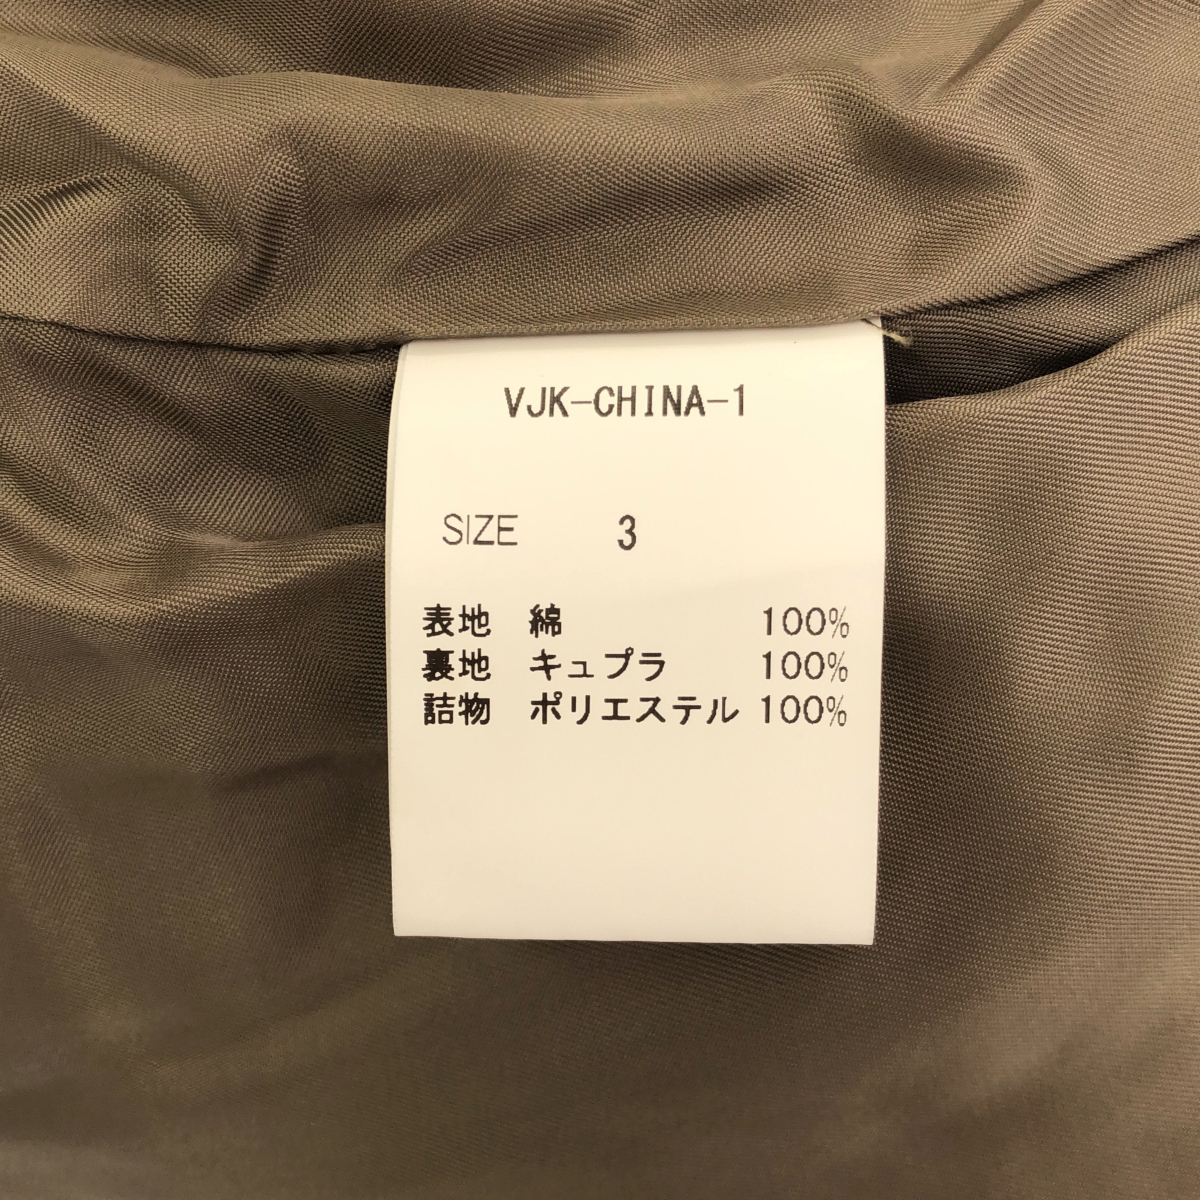 VJK-CHINA-1
SIZE 3
表地 綿 100%
裏地 キュプラ 100%
詰物 ポリエステル 100%